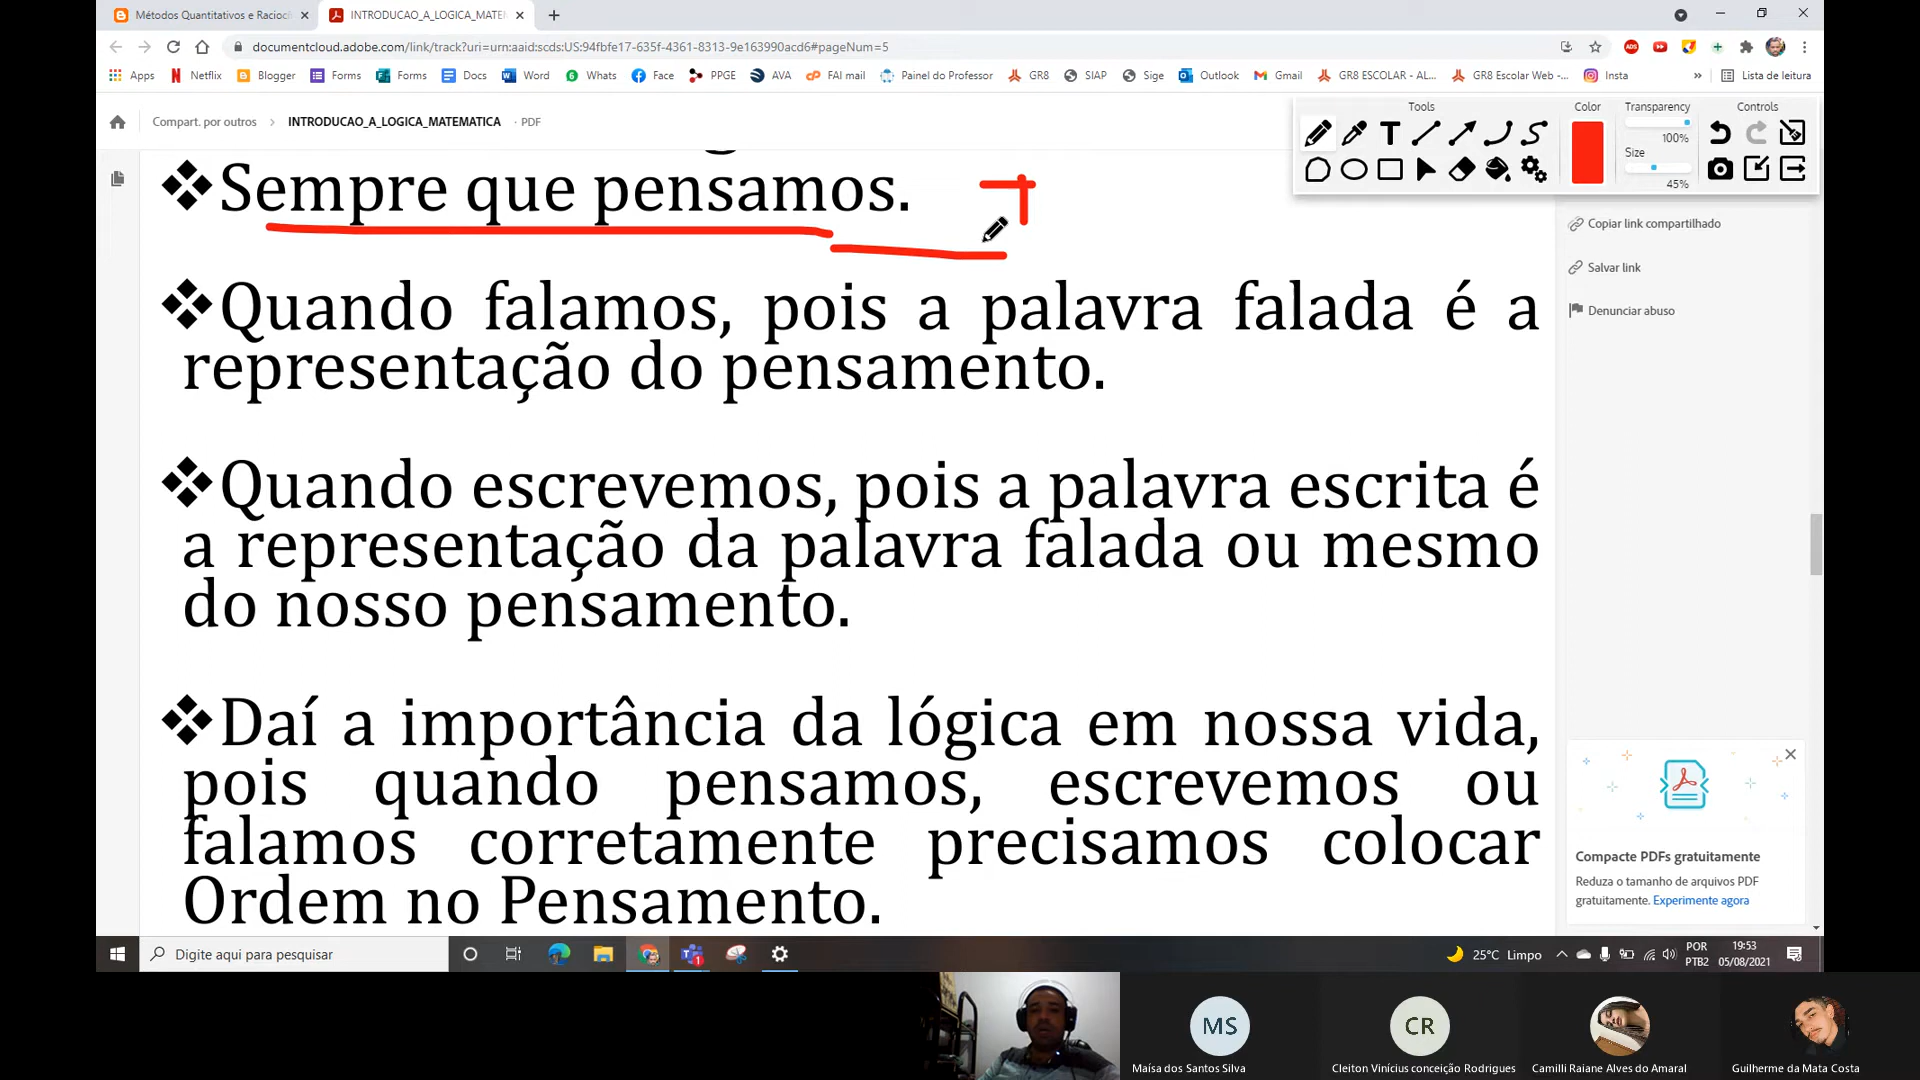 Métodos Quantitativos e Raciocí
INTRODUCAO_A_LOGICA_MATE
documentcloud.adobe.com/link/track?uri=urn:aaid:scds:US:94fbfe17-635f-4361-8313-9e163990acd6#pageNum=5
Apps Netflix Blogger Forms Forms Docs Word Whats Face PPGE AVA FAI mail Painel do Professor GR8 SIAP Sige Outlook Gmail GR8 ESCOLAR - AL... GR8 Escolar Web -... Insta » Lista de leitura
Compart. por outros > INTRODUCAO_A_LOGICA_MATEMATICA · PDF
Tools Color Transparency Controls
100%
Size
45%
❖Sempre que pensamos.
❖Quando falamos, pois a palavra falada é a
representação do pensamento.
❖Quando escrevemos, pois a palavra escrita é
a representação da palavra falada ou mesmo
do nosso pensamento.
❖Daí a importância da lógica em nossa vida,
pois quando pensamos, escrevemos ou
falamos corretamente precisamos colocar
Ordem no Pensamento.
Copiar link compartilhado
Salvar link
Denunciar abuso
Compacte PDFs gratuitamente
Reduza o tamanho de arquivos PDF
gratuitamente. Experimente agora
Digite aqui para pesquisar
25°C Limpo
POR
PTB2
19:53
05/08/2021
MS
CR
Maísa dos Santos Silva
Cleiton Vinícius conceição Rodrigues
Camilli Raiane Alves do Amaral
Guilherme da Mata Costa